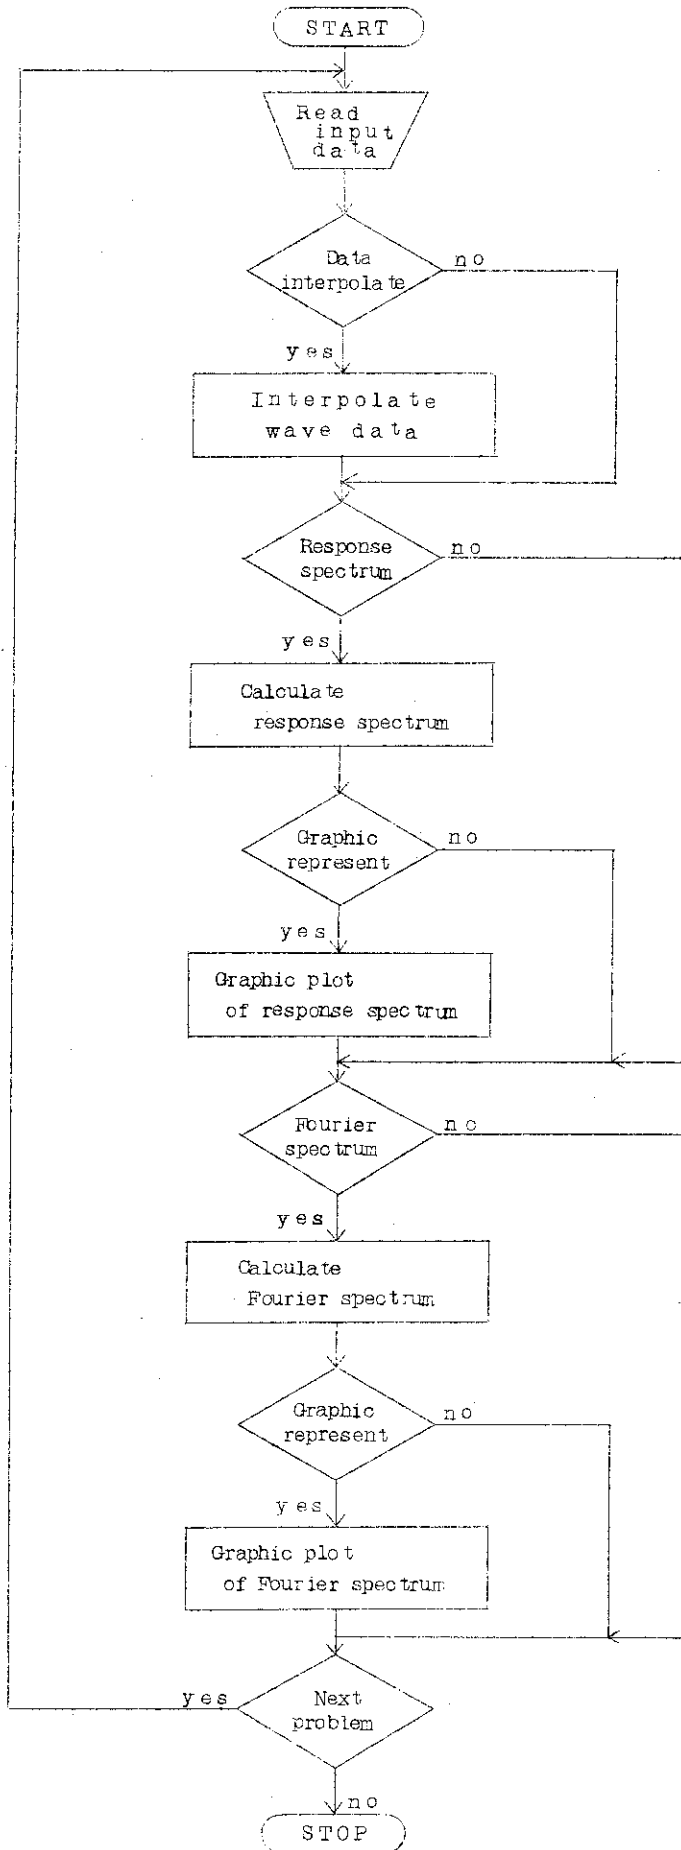 START
Read
input
data
Data
interpolate
no
yes
Interpolate
wave data
Response
spectrum
no
yes
Calculate
response spectrum
Graphic
represent
no
yes
Graphic plot
of response spectrum
Fourier
spectrum
no
yes
Calculate
Fourier spectrum
Graphic
represent
no
yes
Graphic plot
of Fourier spectrum
yes
Next
problem
no
STOP